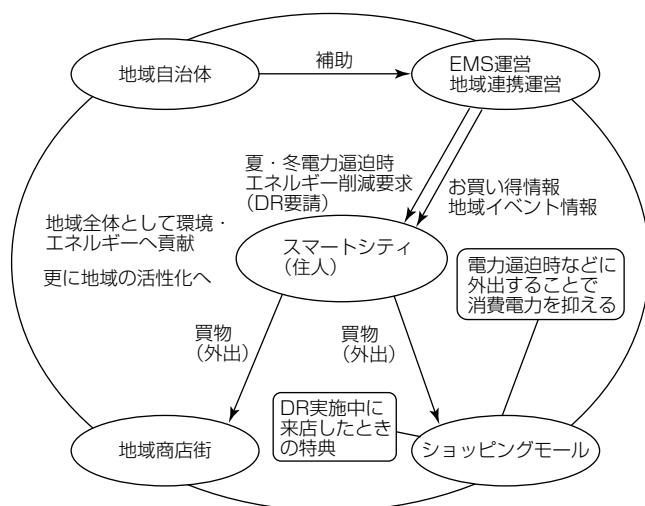 地域自治体
補助
EMS運営
地域連携運営
夏・冬電力逼迫時
エネルギー削減要求
（DR要請）
お買い得情報
地域イベント情報
地域全体として環境・
エネルギーへ貢献
更に地域の活性化へ
スマートシティ
（住人）
電力逼迫時などに
外出することで
消費電力を抑える
買物
（外出）
買物
（外出）
DR実施中に
来店したとき
の特典
地域商店街
ショッピングモール